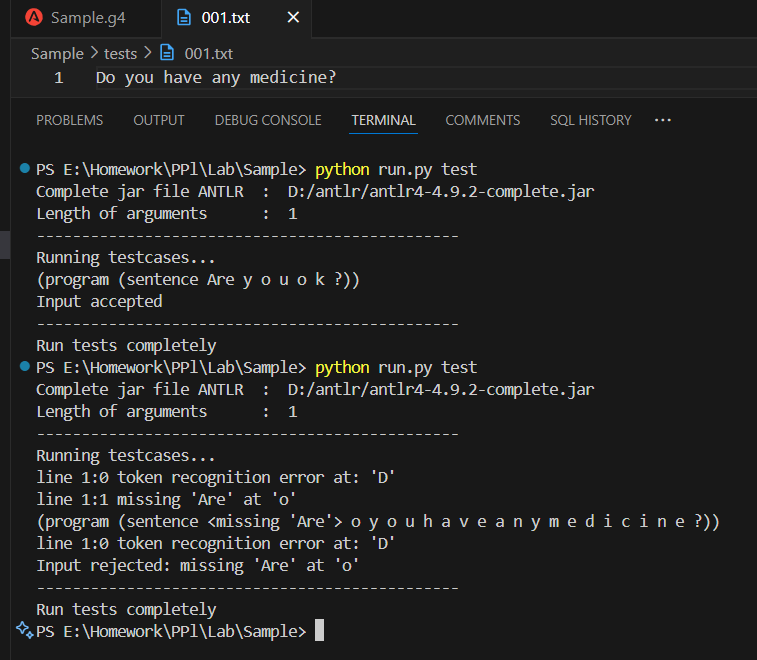 Sample.g4 001.txt ×
Sample > tests > 001.txt
1 Do you have any medicine?
PROBLEMS OUTPUT DEBUG CONSOLE TERMINAL COMMENTS SQL HISTORY ···
PS E:\Homework\PPl\Lab\Sample> python run.py test
Complete jar file ANTLR  :  D:/antlr/antlr4-4.9.2-complete.jar
Length of arguments      :  1
-----------------------------------------------
Running testcases...
(program (sentence Are y o u o k ?))
Input accepted
-----------------------------------------------
Run tests completely
PS E:\Homework\PPl\Lab\Sample> python run.py test
Complete jar file ANTLR  :  D:/antlr/antlr4-4.9.2-complete.jar
Length of arguments      :  1
-----------------------------------------------
Running testcases...
line 1:0 token recognition error at: 'D'
line 1:1 missing 'Are' at 'o'
(program (sentence <missing 'Are'> o y o u h a v e a n y m e d i c i n e ?))
line 1:0 token recognition error at: 'D'
Input rejected: missing 'Are' at 'o'
-----------------------------------------------
Run tests completely
PS E:\Homework\PPl\Lab\Sample>